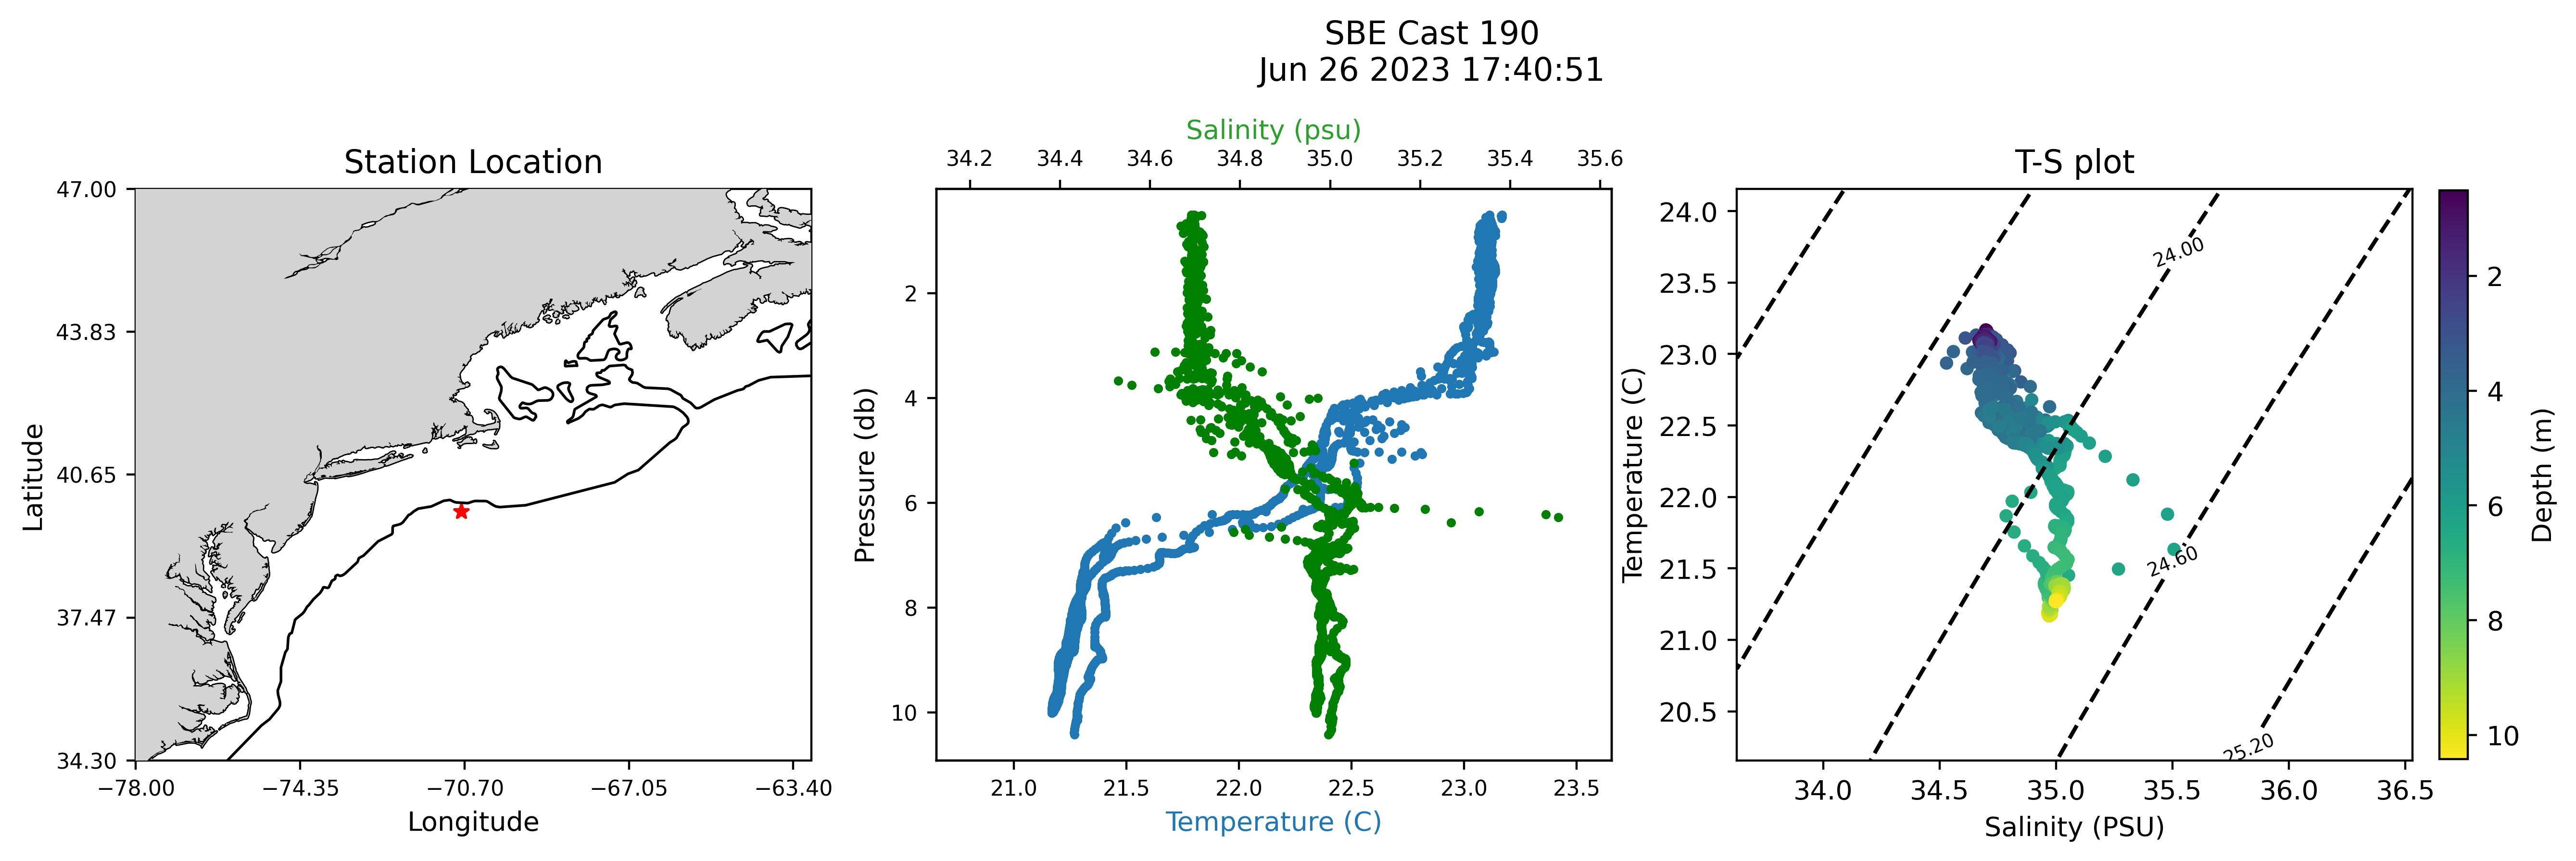 SBE Cast 190
Jun 26 2023 17:40:51
Station Location
47.00
43.83
40.65
37.47
34.30
Latitude
−78.00 −74.35 −70.70 −67.05 −63.40
Longitude
Salinity (psu)
34.2 34.4 34.6 34.8 35.0 35.2 35.4 35.6
2
4
6
8
10
Pressure (db)
21.0 21.5 22.0 22.5 23.0 23.5
Temperature (C)
T-S plot
24.0
23.5
23.0
22.5
22.0
21.5
21.0
20.5
Temperature (C)
24.00
24.60
25.20
34.0 34.5 35.0 35.5 36.0 36.5
Salinity (PSU)
2
4
6
8
10
Depth (m)